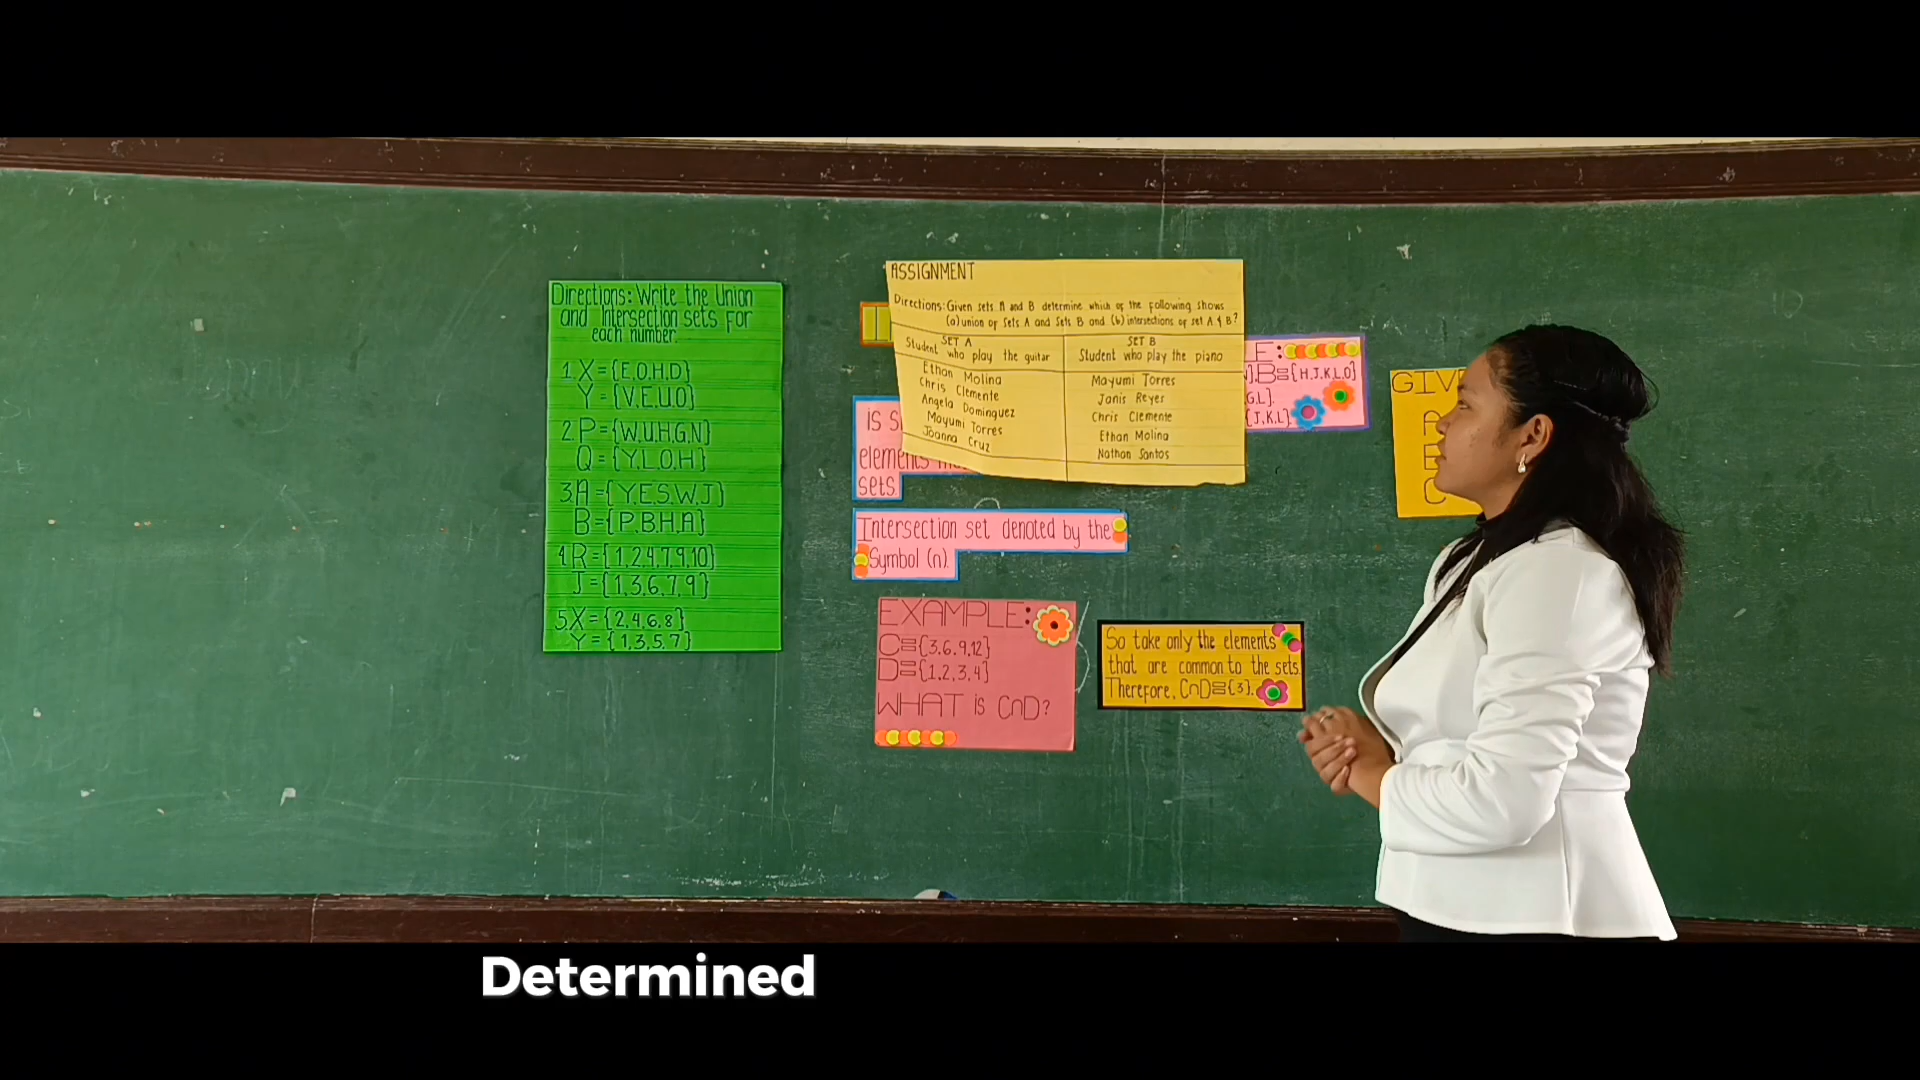 Directions: Write the Union
and Intersection sets for
each number.
1. X = {E,O,H,D}
Y = {V,E,U,O}
2. P = {W,U,H,G,N}
Q = {Y,L,O,H}
3. A = {Y,E,S,W,J}
B = {P,B,H,A}
4. R = {1,2,4,7,9,10}
J = {1,3,6,7,9}
5. X = {2,4,6,8}
Y = {1,3,5,7}
ASSIGNMENT
Directions: Given sets A and B determine which of the following shows
(a) union of sets A and Sets B and (b) intersections of set A & B?
SET A
Student who play the guitar
Ethan Molina
Chris Clemente
Angela Dominguez
Mayumi Torres
Joanna Cruz
SET B
Student who play the piano
Mayumi Torres
Janis Reyes
Chris Clemente
Ethan Molina
Nathan Santos
is
elements
sets
E:
B={H,J,K,L,O}
G,L}.
{J,K,L}
GIV
A
B
C
Intersection set denoted by the
Symbol (n).
EXAMPLE:
C={3,6,9,12}
D={1,2,3,4}
WHAT is C∩D?
So take only the elements
that are common to the sets.
Therefore, C∩D={3}.
Determined